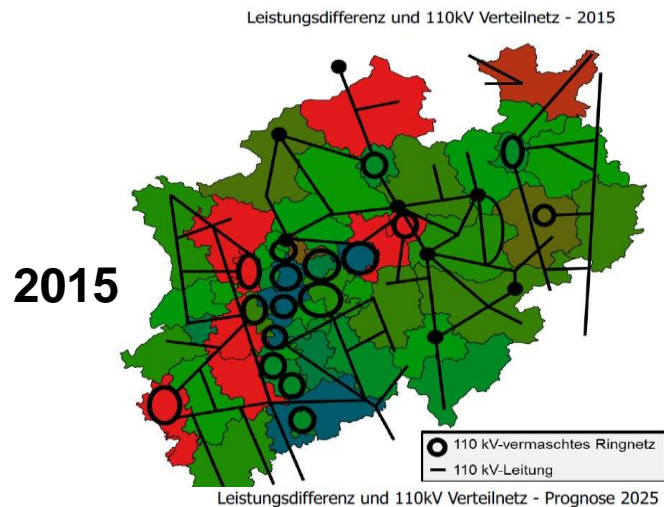 Leistungsdifferenz und 110kV Verteilnetz - 2015
2015
110 kV-vermaschtes Ringnetz
110 kV-Leitung
Leistungsdifferenz und 110kV Verteilnetz - Prognose 2025